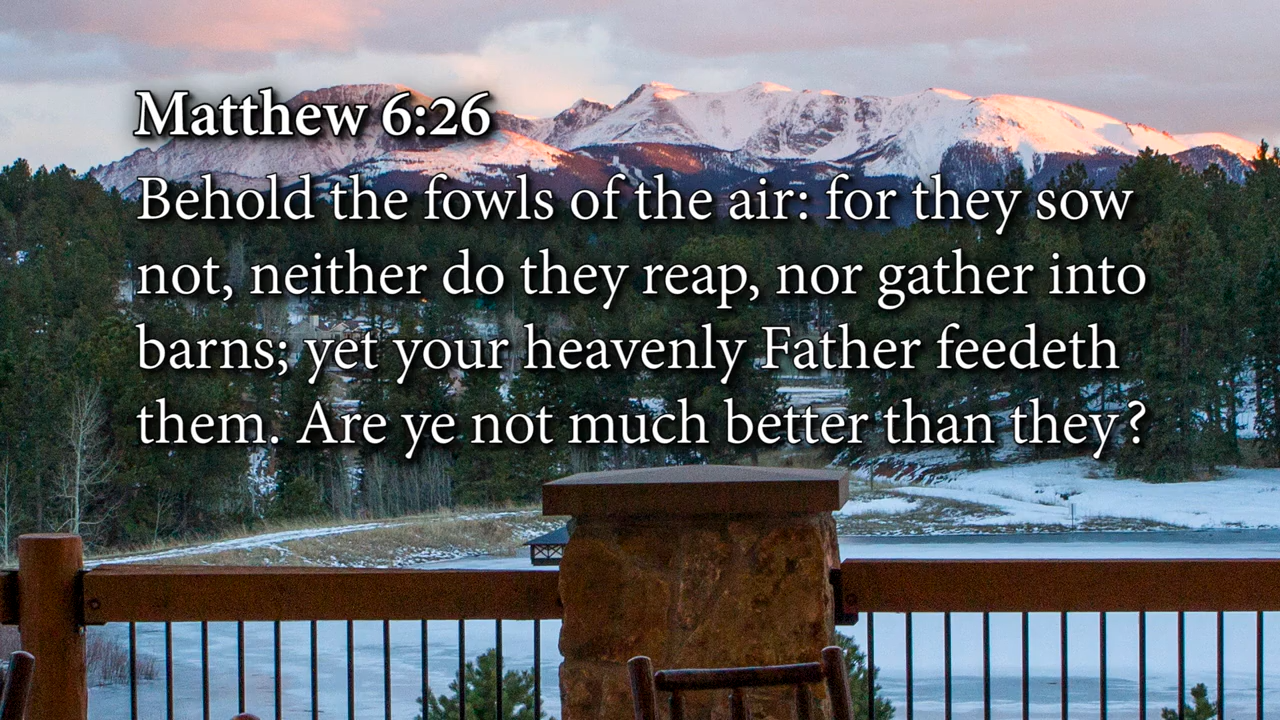 Matthew 6:26
Behold the fowls of the air: for they sow
not, neither do they reap, nor gather into
barns; yet your heavenly Father feedeth
them. Are ye not much better than they?